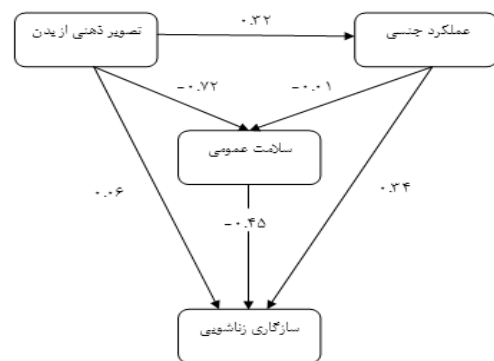 ۰.۳۲
عملکرد جنسی
تصویر ذهنی از بدن
-۰.۷۲
-۰.۰۱
سلامت عمومی
۰.۰۶
-۰.۴۵
۰.۳۴
سازگاری زناشویی